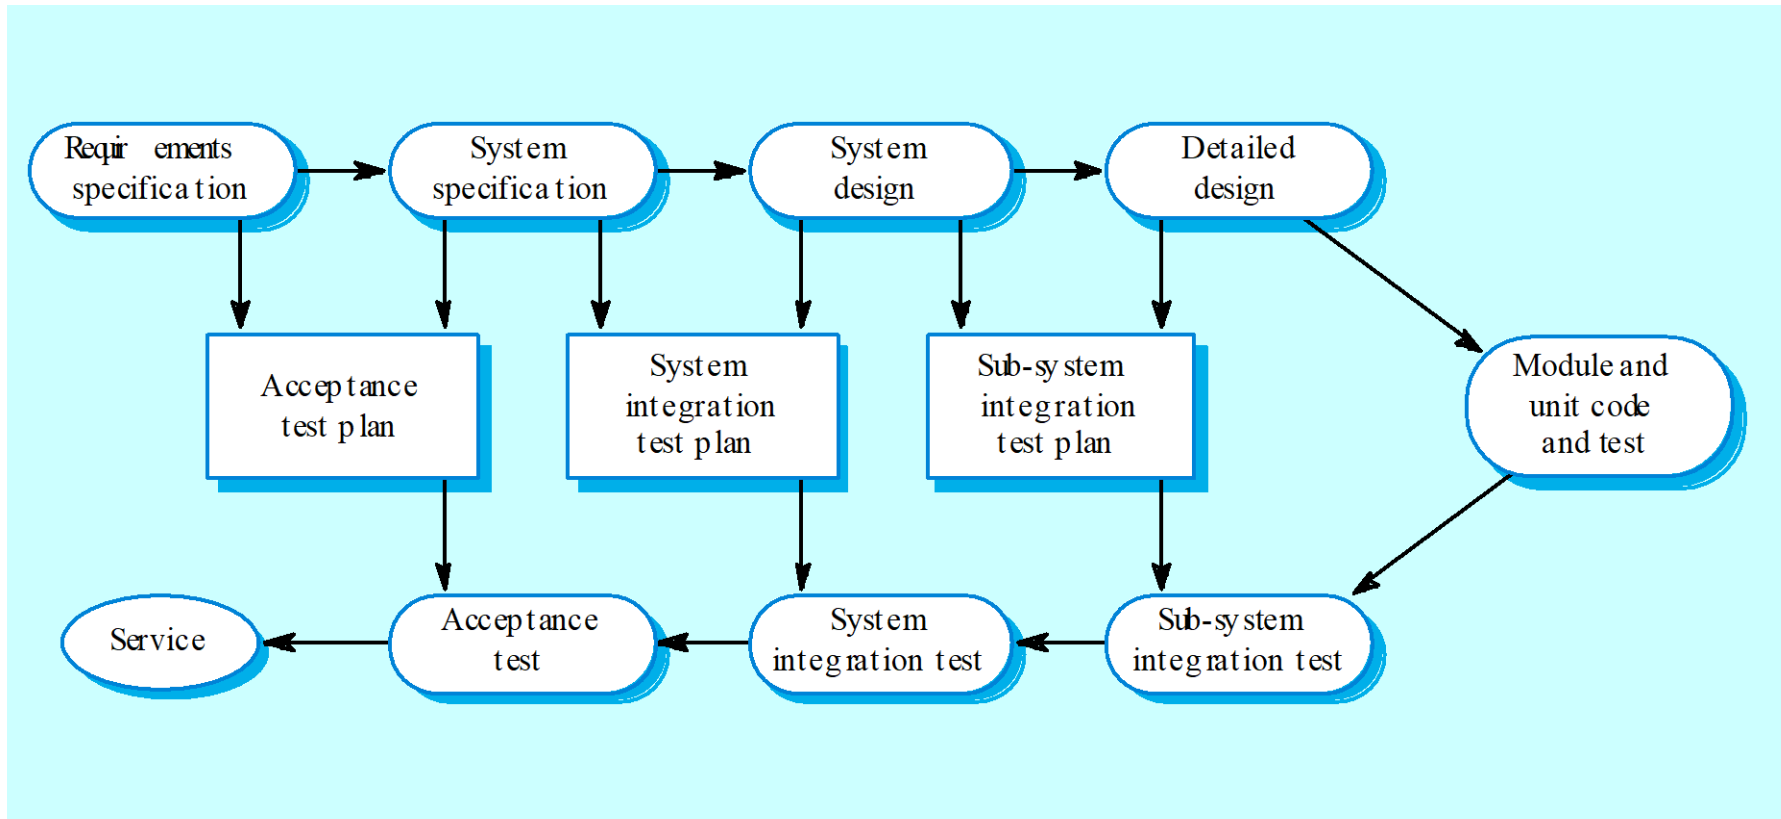 Requirements
specification
System
specification
System
design
Detailed
design
Acceptance
test plan
System
integration
test plan
Sub-system
integration
test plan
Module and
unit code
and test
Service
Acceptance
test
System
integration test
Sub-system
integration test